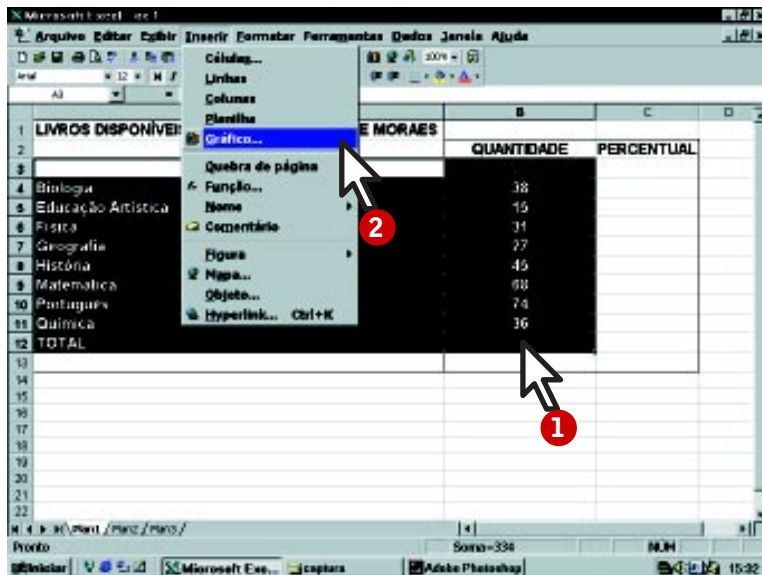 Microsoft Excel
Arquivo Editar Exibir Inserir Formatar Ferramentas Dados Janela Ajuda
Arial 12 N I
100%
A3 =
Células...
Linhas
Colunas
Planilha
Gráfico...
Quebra de página
Função...
Nome
Comentário
Figura
Mapa...
Objeto...
Hyperlink... Ctrl+K
B C D
1 LIVROS DISPONÍVEI E MORAES
2 QUANTIDADE PERCENTUAL
3
4 Biologia 38
5 Educação Artística 15
6 Física 31
7 Geografia 27
8 História 45
9 Matemática 68
10 Português 74
11 Química 36
12 TOTAL
13
14
15
16
17
18
19
20
21
22
2
1
Plan1 / Plan2 / Plan3 /
Pronto Soma=334 NÚM
Iniciar Microsoft Exc... captura Adobe Photoshop 15:32